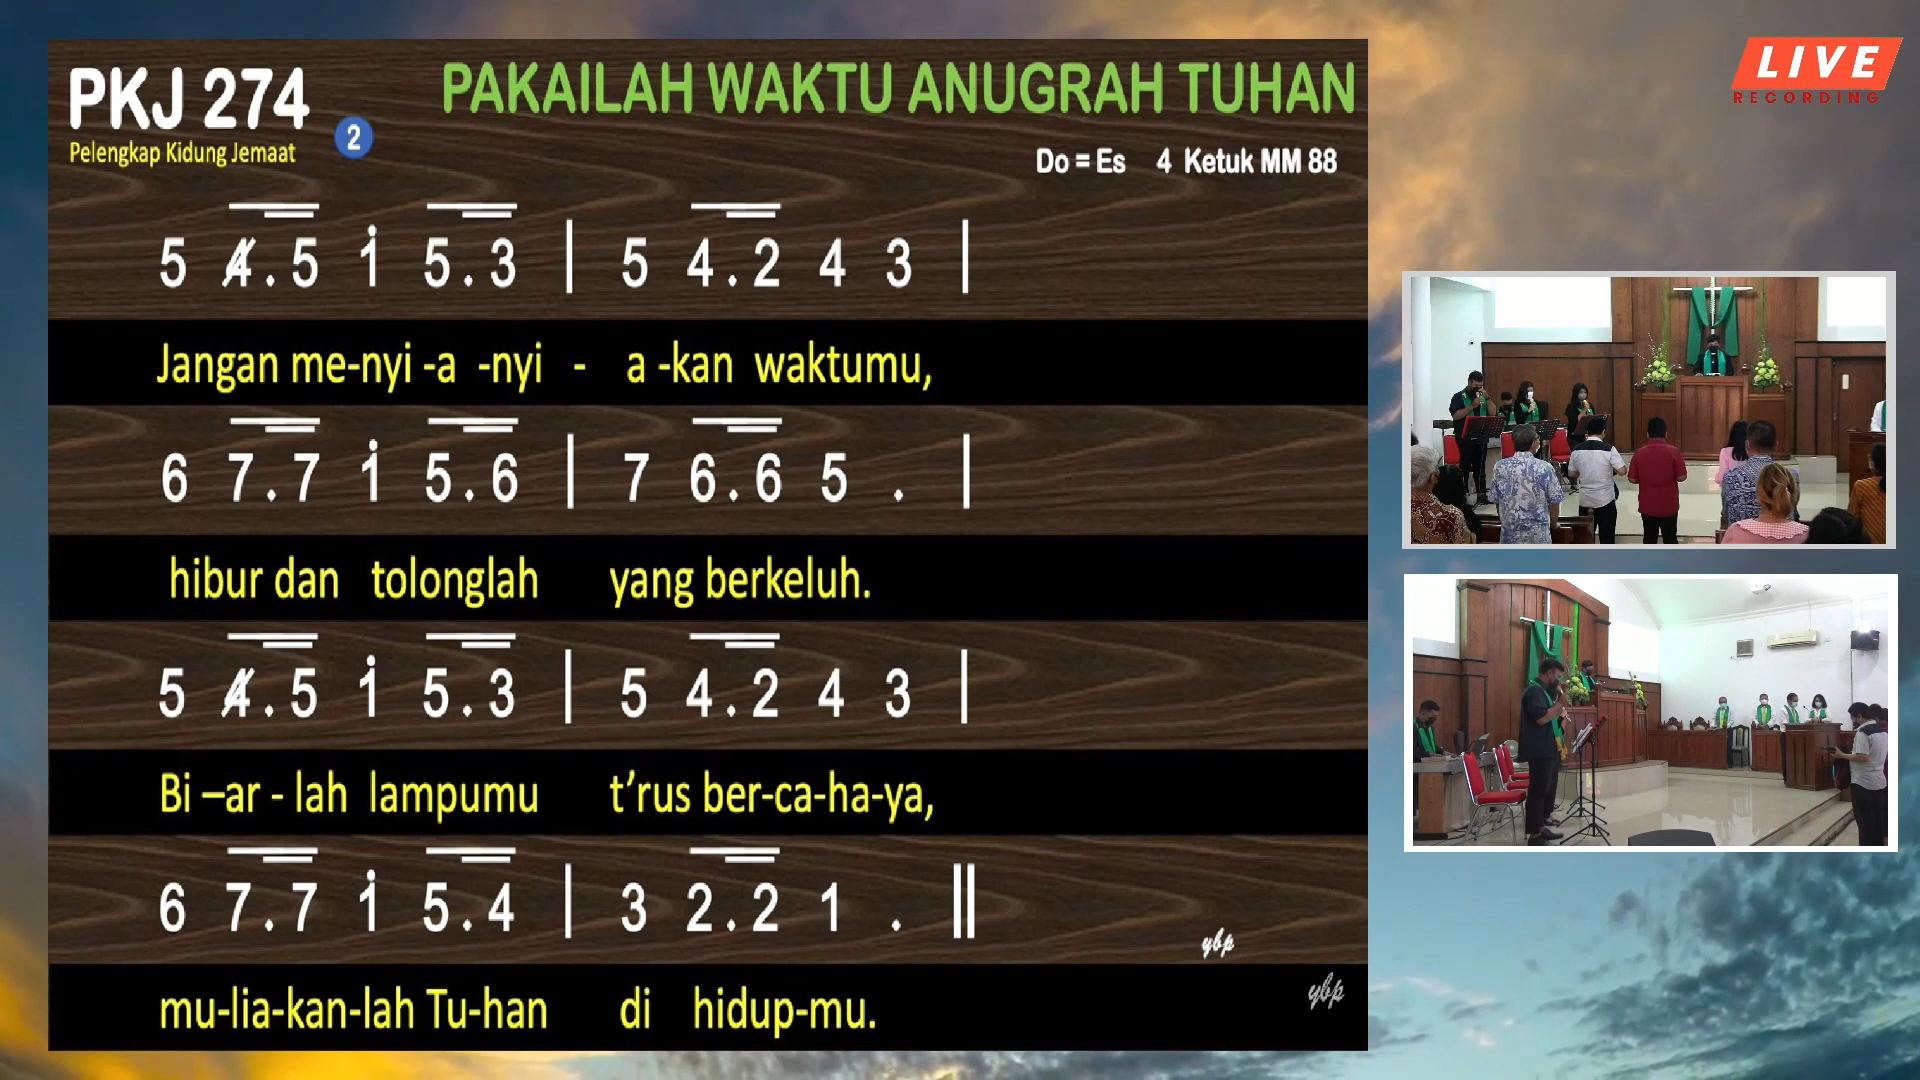 PKJ 274
PAKAILAH WAKTU ANUGRAH TUHAN
Pelengkap Kidung Jemaat
2
Do = Es 4 Ketuk MM 88
5 4̸ . 5 i 5 . 3 | 5 4 . 2 4 3 |
Jangan me-nyi -a -nyi - a -kan waktumu,
6 7 . 7 i 5 . 6 | 7 6 . 6 5 . |
hibur dan tolonglah yang berkeluh.
5 4̸ . 5 i 5 . 3 | 5 4 . 2 4 3 |
Bi –ar - lah lampumu t’rus ber-ca-ha-ya,
6 7 . 7 i 5 . 4 | 3 2 . 2 1 . ||
mu-lia-kan-lah Tu-han di hidup-mu.
ybp
ybp
LIVE
RECORDING